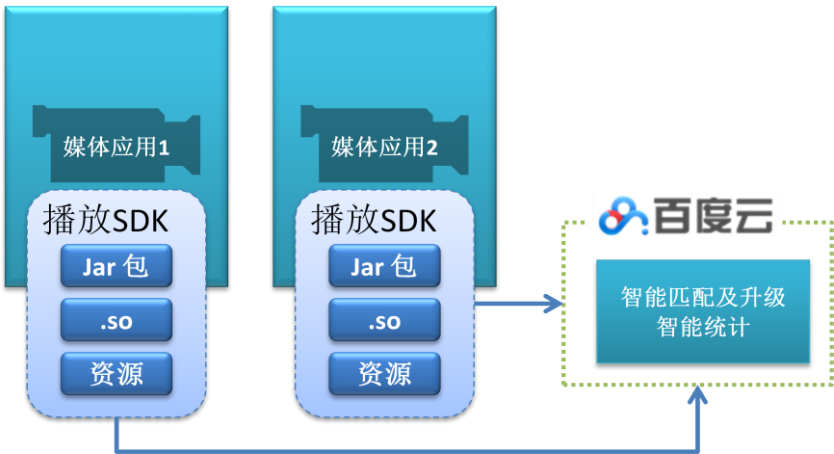 媒体应用1
播放SDK
Jar 包
.so
资源
媒体应用2
播放SDK
Jar 包
.so
资源
百度云
智能匹配及升级
智能统计